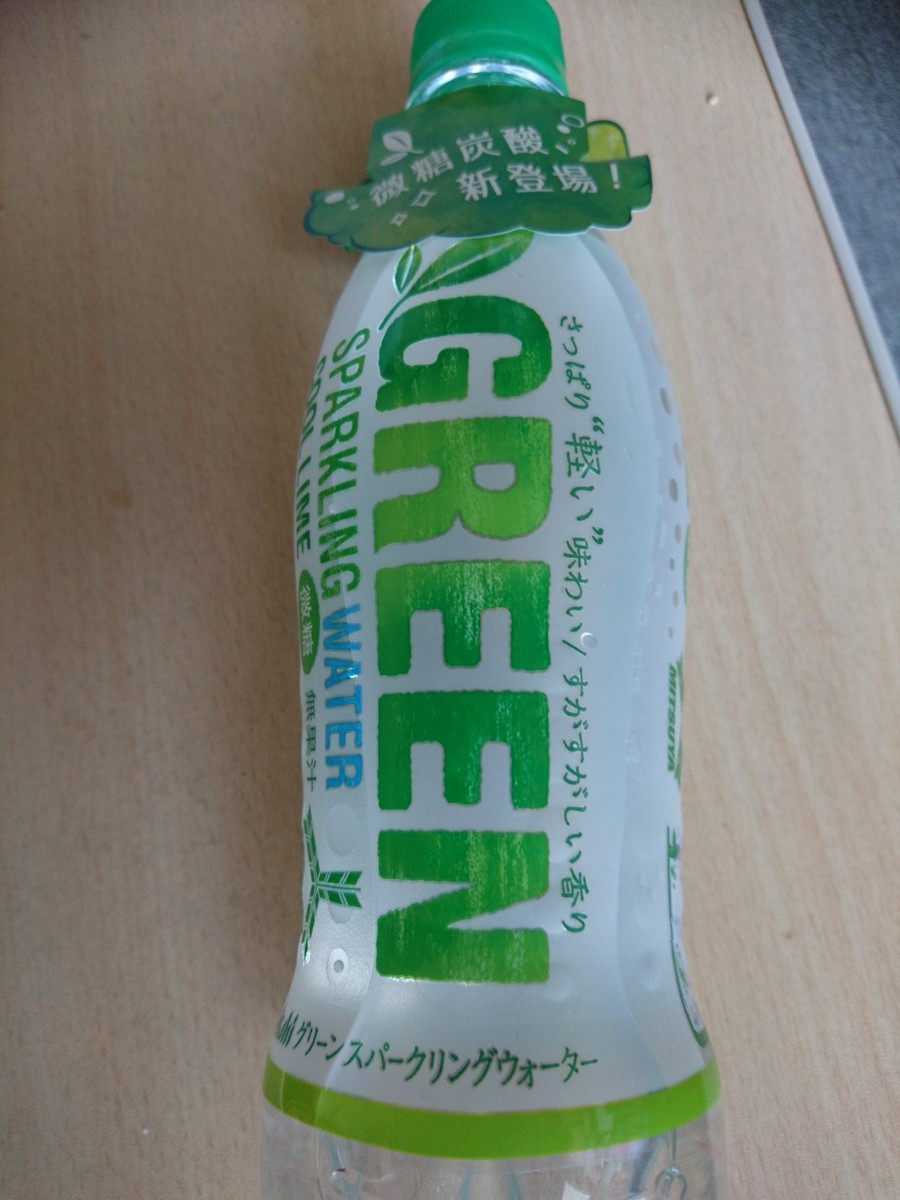 微糖炭酸
新登場!
さっぱり“軽い”味わい/すがすがしい香り
GREEN
SPARKLING WATER
COOL LIME 微糖 無果汁
グリーン スパークリングウォーター
MITSUYA